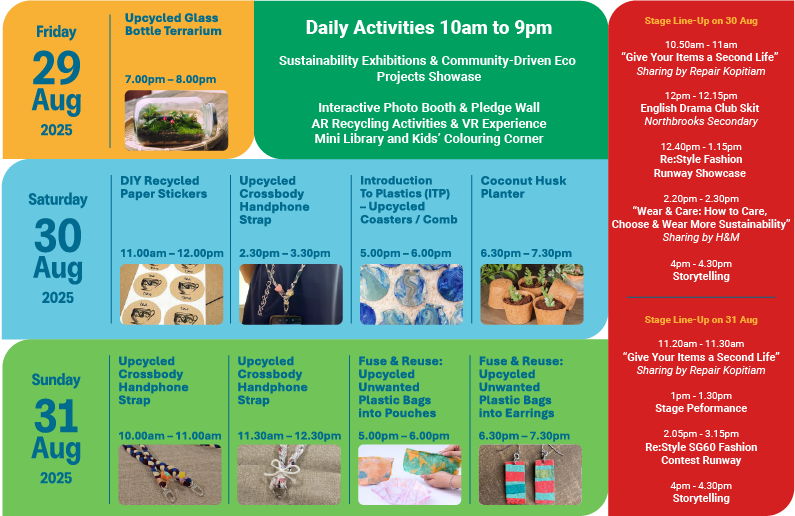 Friday
29
Aug
2025
Upcycled Glass
Bottle Terrarium
7.00pm – 8.00pm
Daily Activities 10am to 9pm
Sustainability Exhibitions & Community-Driven Eco
Projects Showase
Interactive Photo Booth & Pledge Wall
AR Recycling Activities & VR Experience
Mini Library and Kids’ Colouring Corner
Saturday
30
Aug
2025
DIY Recycled
Paper Stickers
11.00am – 12.00pm
Upcycled
Crossbody
Handphone
Strap
2.30pm – 3.30pm
Introduction
To Plastics (ITP)
– Upcycled
Coasters / Comb
5.00pm – 6.00pm
Coconut Husk
Planter
6.30pm – 7.30pm
Sunday
31
Aug
2025
Upcycled
Crossbody
Handphone
Strap
10.00am – 11.00am
Upcycled
Crossbody
Handphone
Strap
11.30am – 12.30pm
Fuse & Reuse:
Upcycled
Unwanted
Plastic Bags
into Pouches
5.00pm – 6.00pm
Fuse & Reuse:
Upcycled
Unwanted
Plastic Bags
into Earrings
6.30pm – 7.30pm
Stage Line-Up on 30 Aug
10.50am - 11am
“Give Your Items a Second Life”
Sharing by Repair Kopitiam
12pm - 12.15pm
English Drama Club Skit
Northbrooks Secondary
12.40pm - 1.15pm
Re:Style Fashion
Runway Showcase
2.20pm - 2.30pm
“Wear & Care: How to Care,
Choose & Wear More Sustainability”
Sharing by H&M
4pm - 4.30pm
Storytelling
Stage Line-Up on 31 Aug
11.20am - 11.30am
“Give Your Items a Second Life”
Sharing by Repair Kopitiam
1pm - 1.30pm
Stage Peformance
2.05pm - 3.15pm
Re:Style SG60 Fashion
Contest Runway
4pm - 4.30pm
Storytelling